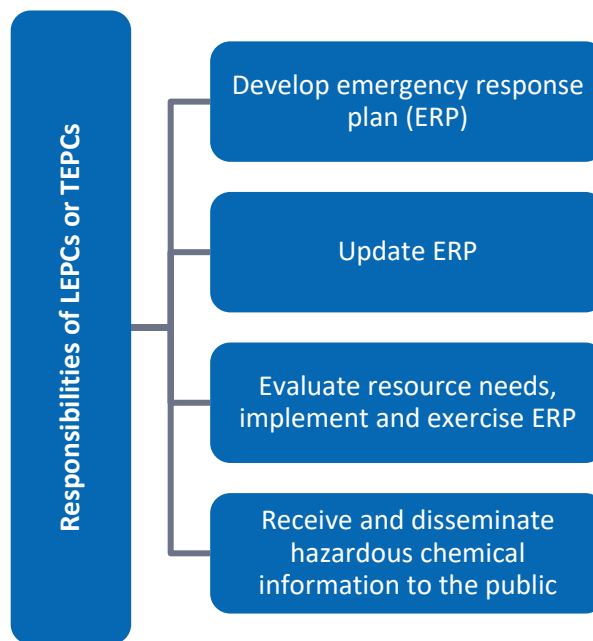 Responsibilities of LEPCs or TEPCs
Develop emergency response
plan (ERP)
Update ERP
Evaluate resource needs,
implement and exercise ERP
Receive and disseminate
hazardous chemical
information to the public